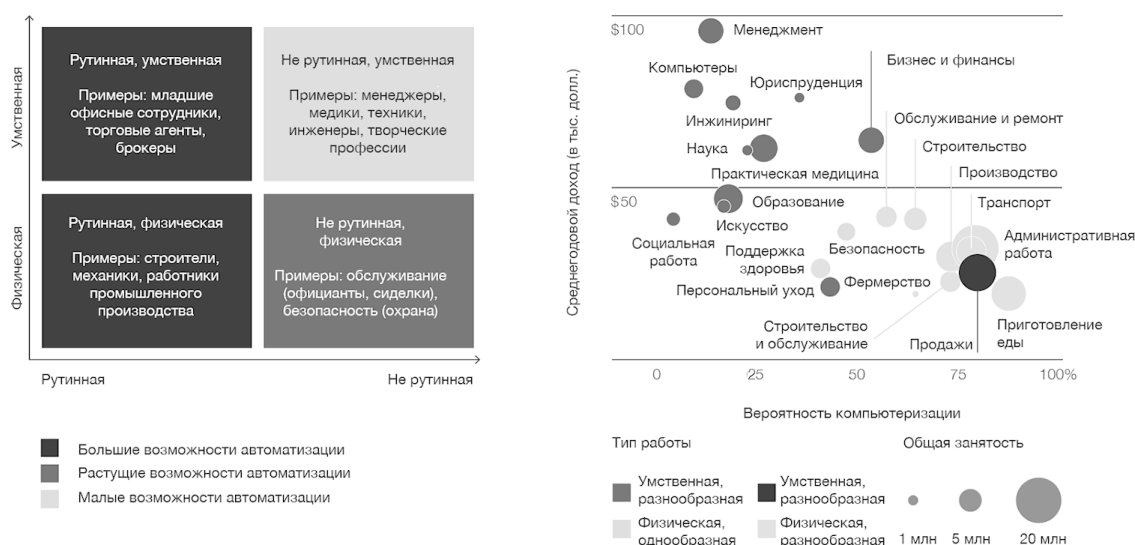 Умственная
Физическая
Рутинная, умственная
Примеры: младшие
офисные сотрудники,
торговые агенты,
брокеры
Не рутинная, умственная
Примеры: менеджеры,
медики, техники,
инженеры, творческие
профессии
Рутинная, физическая
Примеры: строители,
механики, работники
промышленного
производства
Не рутинная,
физическая
Примеры: обслуживание
(официанты, сиделки),
безопасность (охрана)
Рутинная
Не рутинная
Большие возможности автоматизации
Растущие возможности автоматизации
Малые возможности автоматизации
Среднегодовой доход (в тыс. долл.)
$100
Менеджмент
Бизнес и финансы
Компьютеры
Юриспруденция
Инжиниринг
Обслуживание и ремонт
Наука
Строительство
Практическая медицина
Производство
$50
Образование
Транспорт
Искусство
Социальная
работа
Поддержка
здоровья
Безопасность
Административная
работа
Персональный уход
Фермерство
Строительство
и обслуживание
Продажи
Приготовление
еды
0
25
50
75
100%
Вероятность компьютеризации
Тип работы
Умственная,
разнообразная
Умственная,
разнообразная
Физическая,
однообразная
Физическая,
разнообразная
Общая занятость
1 млн
5 млн
20 млн